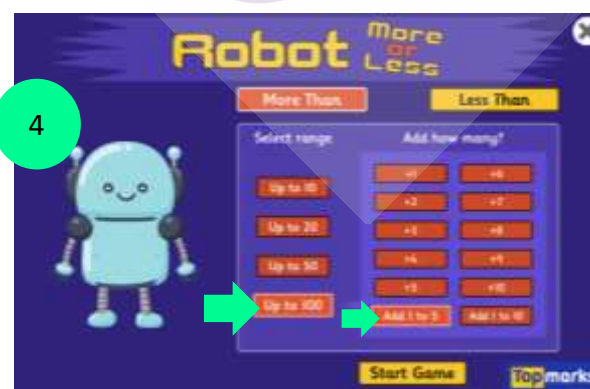 Robot More
or
Less
More Than
Less Than
4
Select range
Add how many?
+1
+6
Up to 10
+2
+7
Up to 20
+3
+8
Up to 50
+4
+9
+5
+10
Up to 100
Add 1 to 5
Add 1 to 10
Start Game
Topmarks